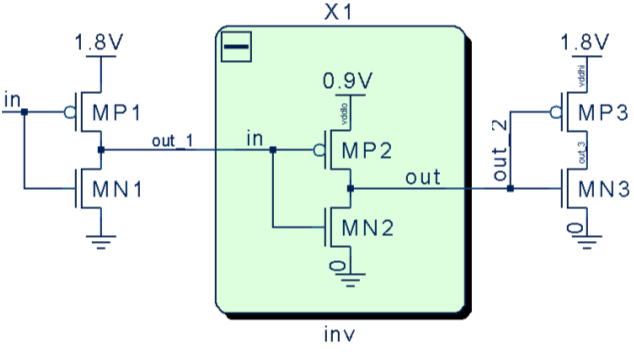 X1
1.8V
1.8V
in
MP1
out_1
MN1
in
0.9V
vddlo
MP2
out
MN2
0
out_2
vddhi
MP3
out_3
MN3
0
inv